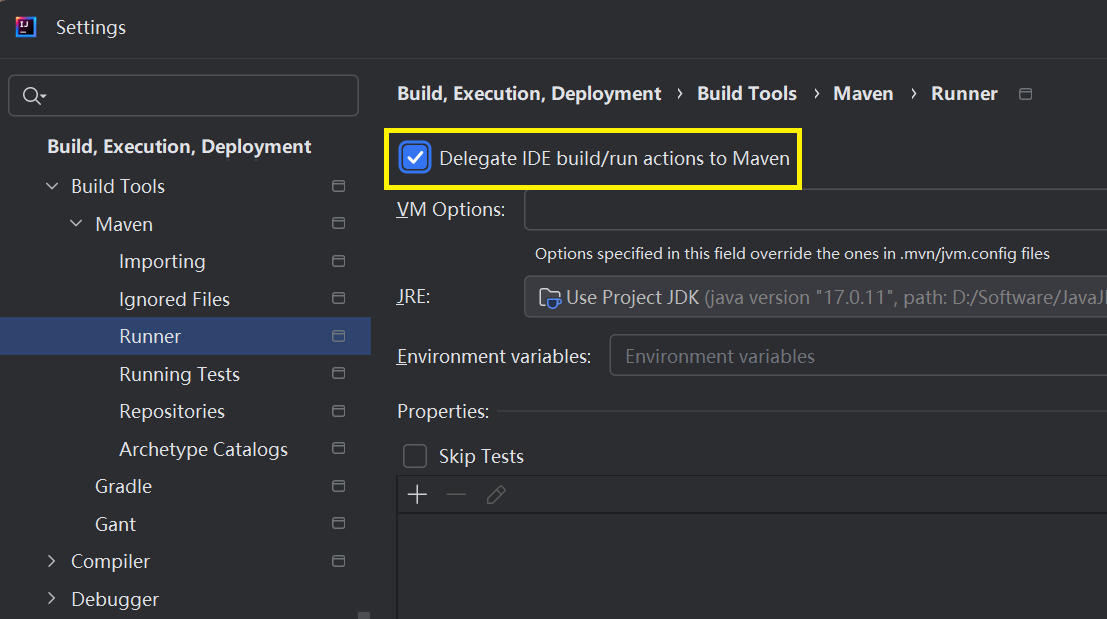 Settings
Build, Execution, Deployment
Build Tools
Maven
Importing
Ignored Files
Runner
Running Tests
Repositories
Archetype Catalogs
Gradle
Gant
Compiler
Debugger
Build, Execution, Deployment › Build Tools › Maven › Runner
Delegate IDE build/run actions to Maven
VM Options:
Options specified in this field override the ones in .mvn/jvm.config files
JRE:
Use Project JDK (java version "17.0.11", path: D:/Software/JavaJ
Environment variables:
Environment variables
Properties:
Skip Tests